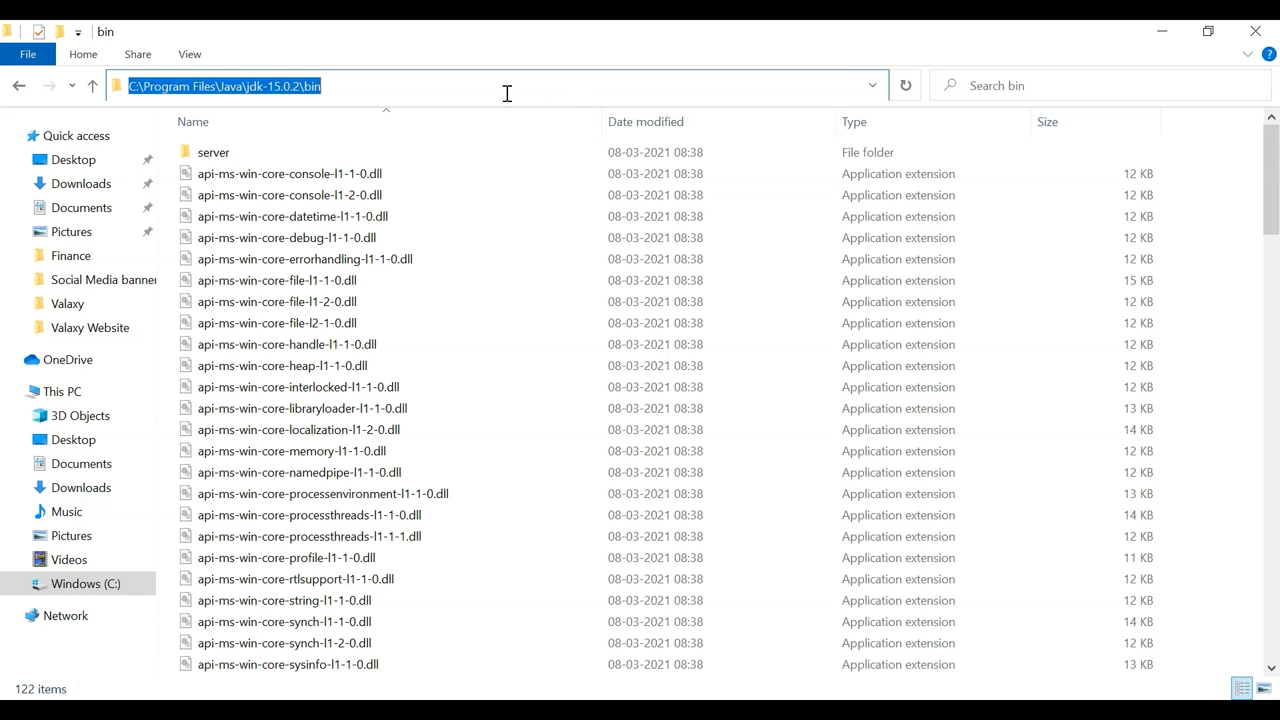 bin
File Home Share View
C:\Program Files\Java\jdk-15.0.2\bin
Search bin
Name Date modified Type Size
Quick access
Desktop
Downloads
Documents
Pictures
Finance
Social Media banner
Valaxy
Valaxy Website
OneDrive
This PC
3D Objects
Desktop
Documents
Downloads
Music
Pictures
Videos
Windows (C:)
Network
server 08-03-2021 08:38 File folder
api-ms-win-core-console-l1-1-0.dll 08-03-2021 08:38 Application extension 12 KB
api-ms-win-core-console-l1-2-0.dll 08-03-2021 08:38 Application extension 12 KB
api-ms-win-core-datetime-l1-1-0.dll 08-03-2021 08:38 Application extension 12 KB
api-ms-win-core-debug-l1-1-0.dll 08-03-2021 08:38 Application extension 12 KB
api-ms-win-core-errorhandling-l1-1-0.dll 08-03-2021 08:38 Application extension 12 KB
api-ms-win-core-file-l1-1-0.dll 08-03-2021 08:38 Application extension 15 KB
api-ms-win-core-file-l1-2-0.dll 08-03-2021 08:38 Application extension 12 KB
api-ms-win-core-file-l2-1-0.dll 08-03-2021 08:38 Application extension 12 KB
api-ms-win-core-handle-l1-1-0.dll 08-03-2021 08:38 Application extension 12 KB
api-ms-win-core-heap-l1-1-0.dll 08-03-2021 08:38 Application extension 12 KB
api-ms-win-core-interlocked-l1-1-0.dll 08-03-2021 08:38 Application extension 12 KB
api-ms-win-core-libraryloader-l1-1-0.dll 08-03-2021 08:38 Application extension 13 KB
api-ms-win-core-localization-l1-2-0.dll 08-03-2021 08:38 Application extension 14 KB
api-ms-win-core-memory-l1-1-0.dll 08-03-2021 08:38 Application extension 12 KB
api-ms-win-core-namedpipe-l1-1-0.dll 08-03-2021 08:38 Application extension 12 KB
api-ms-win-core-processenvironment-l1-1-0.dll 08-03-2021 08:38 Application extension 13 KB
api-ms-win-core-processthreads-l1-1-0.dll 08-03-2021 08:38 Application extension 14 KB
api-ms-win-core-processthreads-l1-1-1.dll 08-03-2021 08:38 Application extension 12 KB
api-ms-win-core-profile-l1-1-0.dll 08-03-2021 08:38 Application extension 11 KB
api-ms-win-core-rtlsupport-l1-1-0.dll 08-03-2021 08:38 Application extension 12 KB
api-ms-win-core-string-l1-1-0.dll 08-03-2021 08:38 Application extension 12 KB
api-ms-win-core-synch-l1-1-0.dll 08-03-2021 08:38 Application extension 14 KB
api-ms-win-core-synch-l1-2-0.dll 08-03-2021 08:38 Application extension 12 KB
api-ms-win-core-sysinfo-l1-1-0.dll 08-03-2021 08:38 Application extension 13 KB
122 items